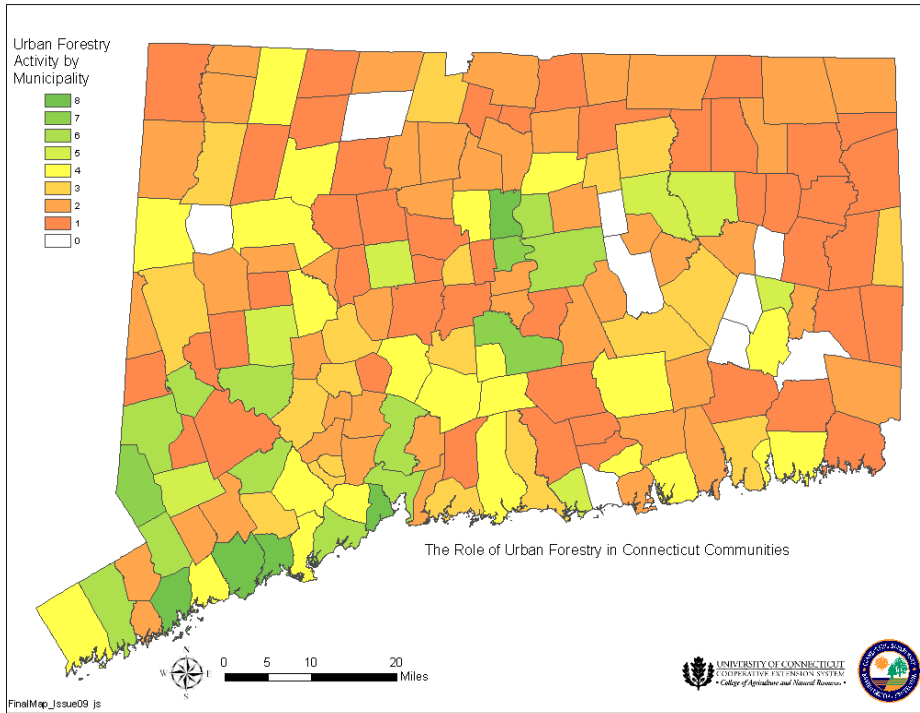 Urban Forestry
Activity by
Municipality
8
7
6
5
4
3
2
1
0
The Role of Urban Forestry in Connecticut Communities
N
W E
S
0 5 10 20
Miles
UNIVERSITY OF CONNECTICUT
COOPERATIVE EXTENSION SYSTEM
College of Agriculture and Natural Resources
FinalMap_Issue09 js